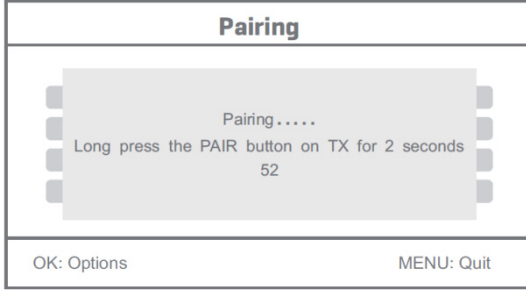 Pairing
Pairing.....
Long press the PAIR button on TX for 2 seconds
52
OK: Options
MENU: Quit